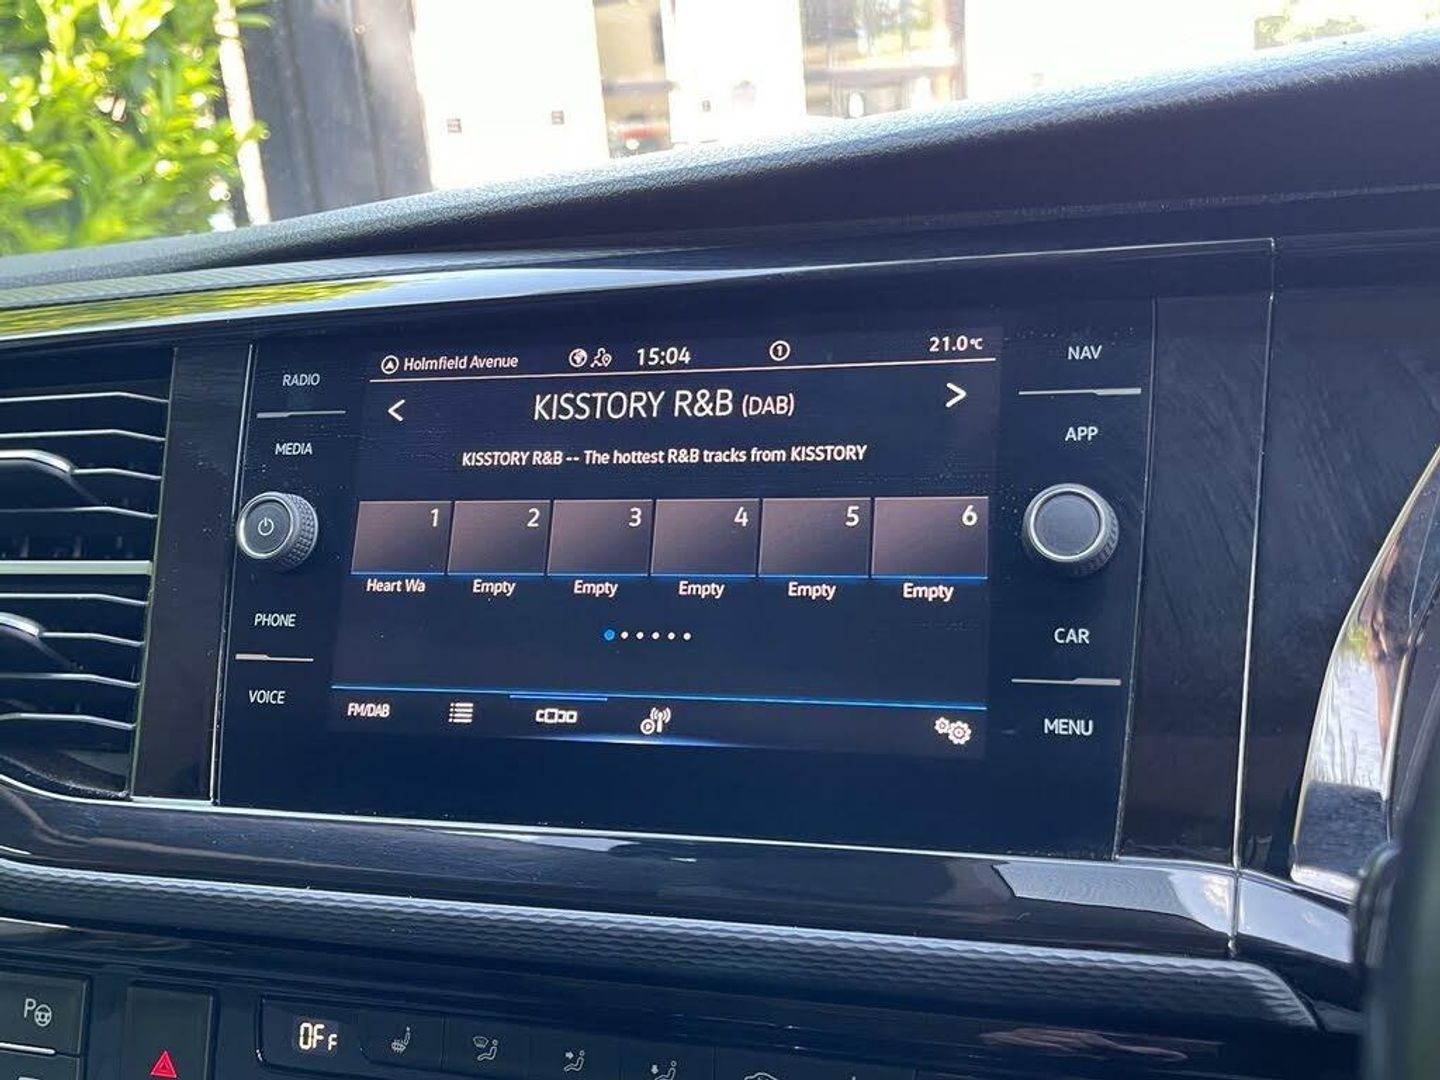 Holmfield Avenue 15:04 1 21.0°C
RADIO
NAV
< KISSTORY R&B (DAB) >
MEDIA
APP
KISSTORY R&B -- The hottest R&B tracks from KISSTORY
1 2 3 4 5 6
Heart Wa Empty Empty Empty Empty Empty
PHONE
CAR
VOICE
FM/DAB
MENU
P
OFF